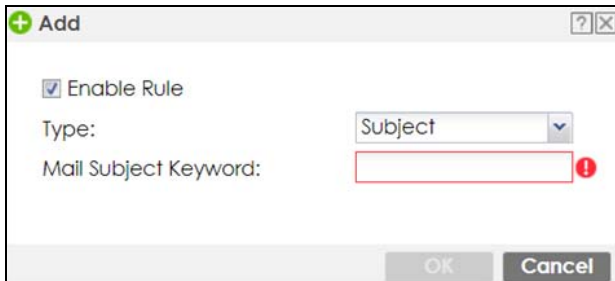 Add
Enable Rule
Type: Subject
Mail Subject Keyword:
OK Cancel